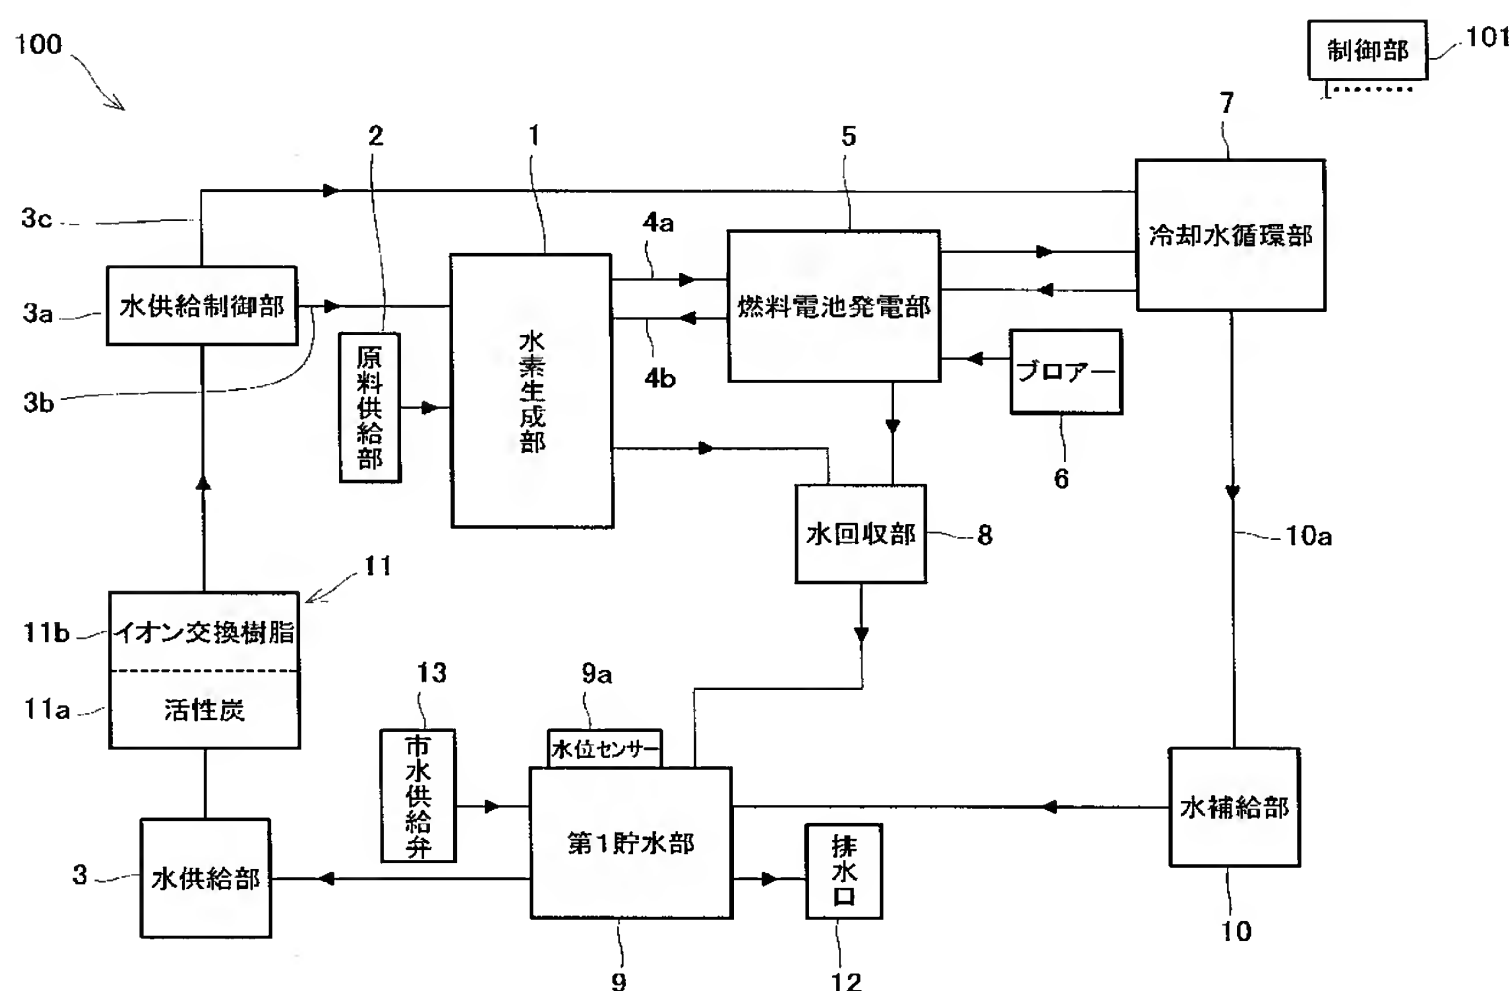 100
制御部
101
7
2
1
5
3c
4a
冷却水循環部
水供給制御部
3a
燃料電池発電部
原料供給部
水素生成部
4b
ブロアー
3b
6
水回収部
8
10a
11
11b
イオン交換樹脂
13
9a
11a
活性炭
市水供給弁
水位センサー
水補給部
第1貯水部
排水口
3
水供給部
10
9
12